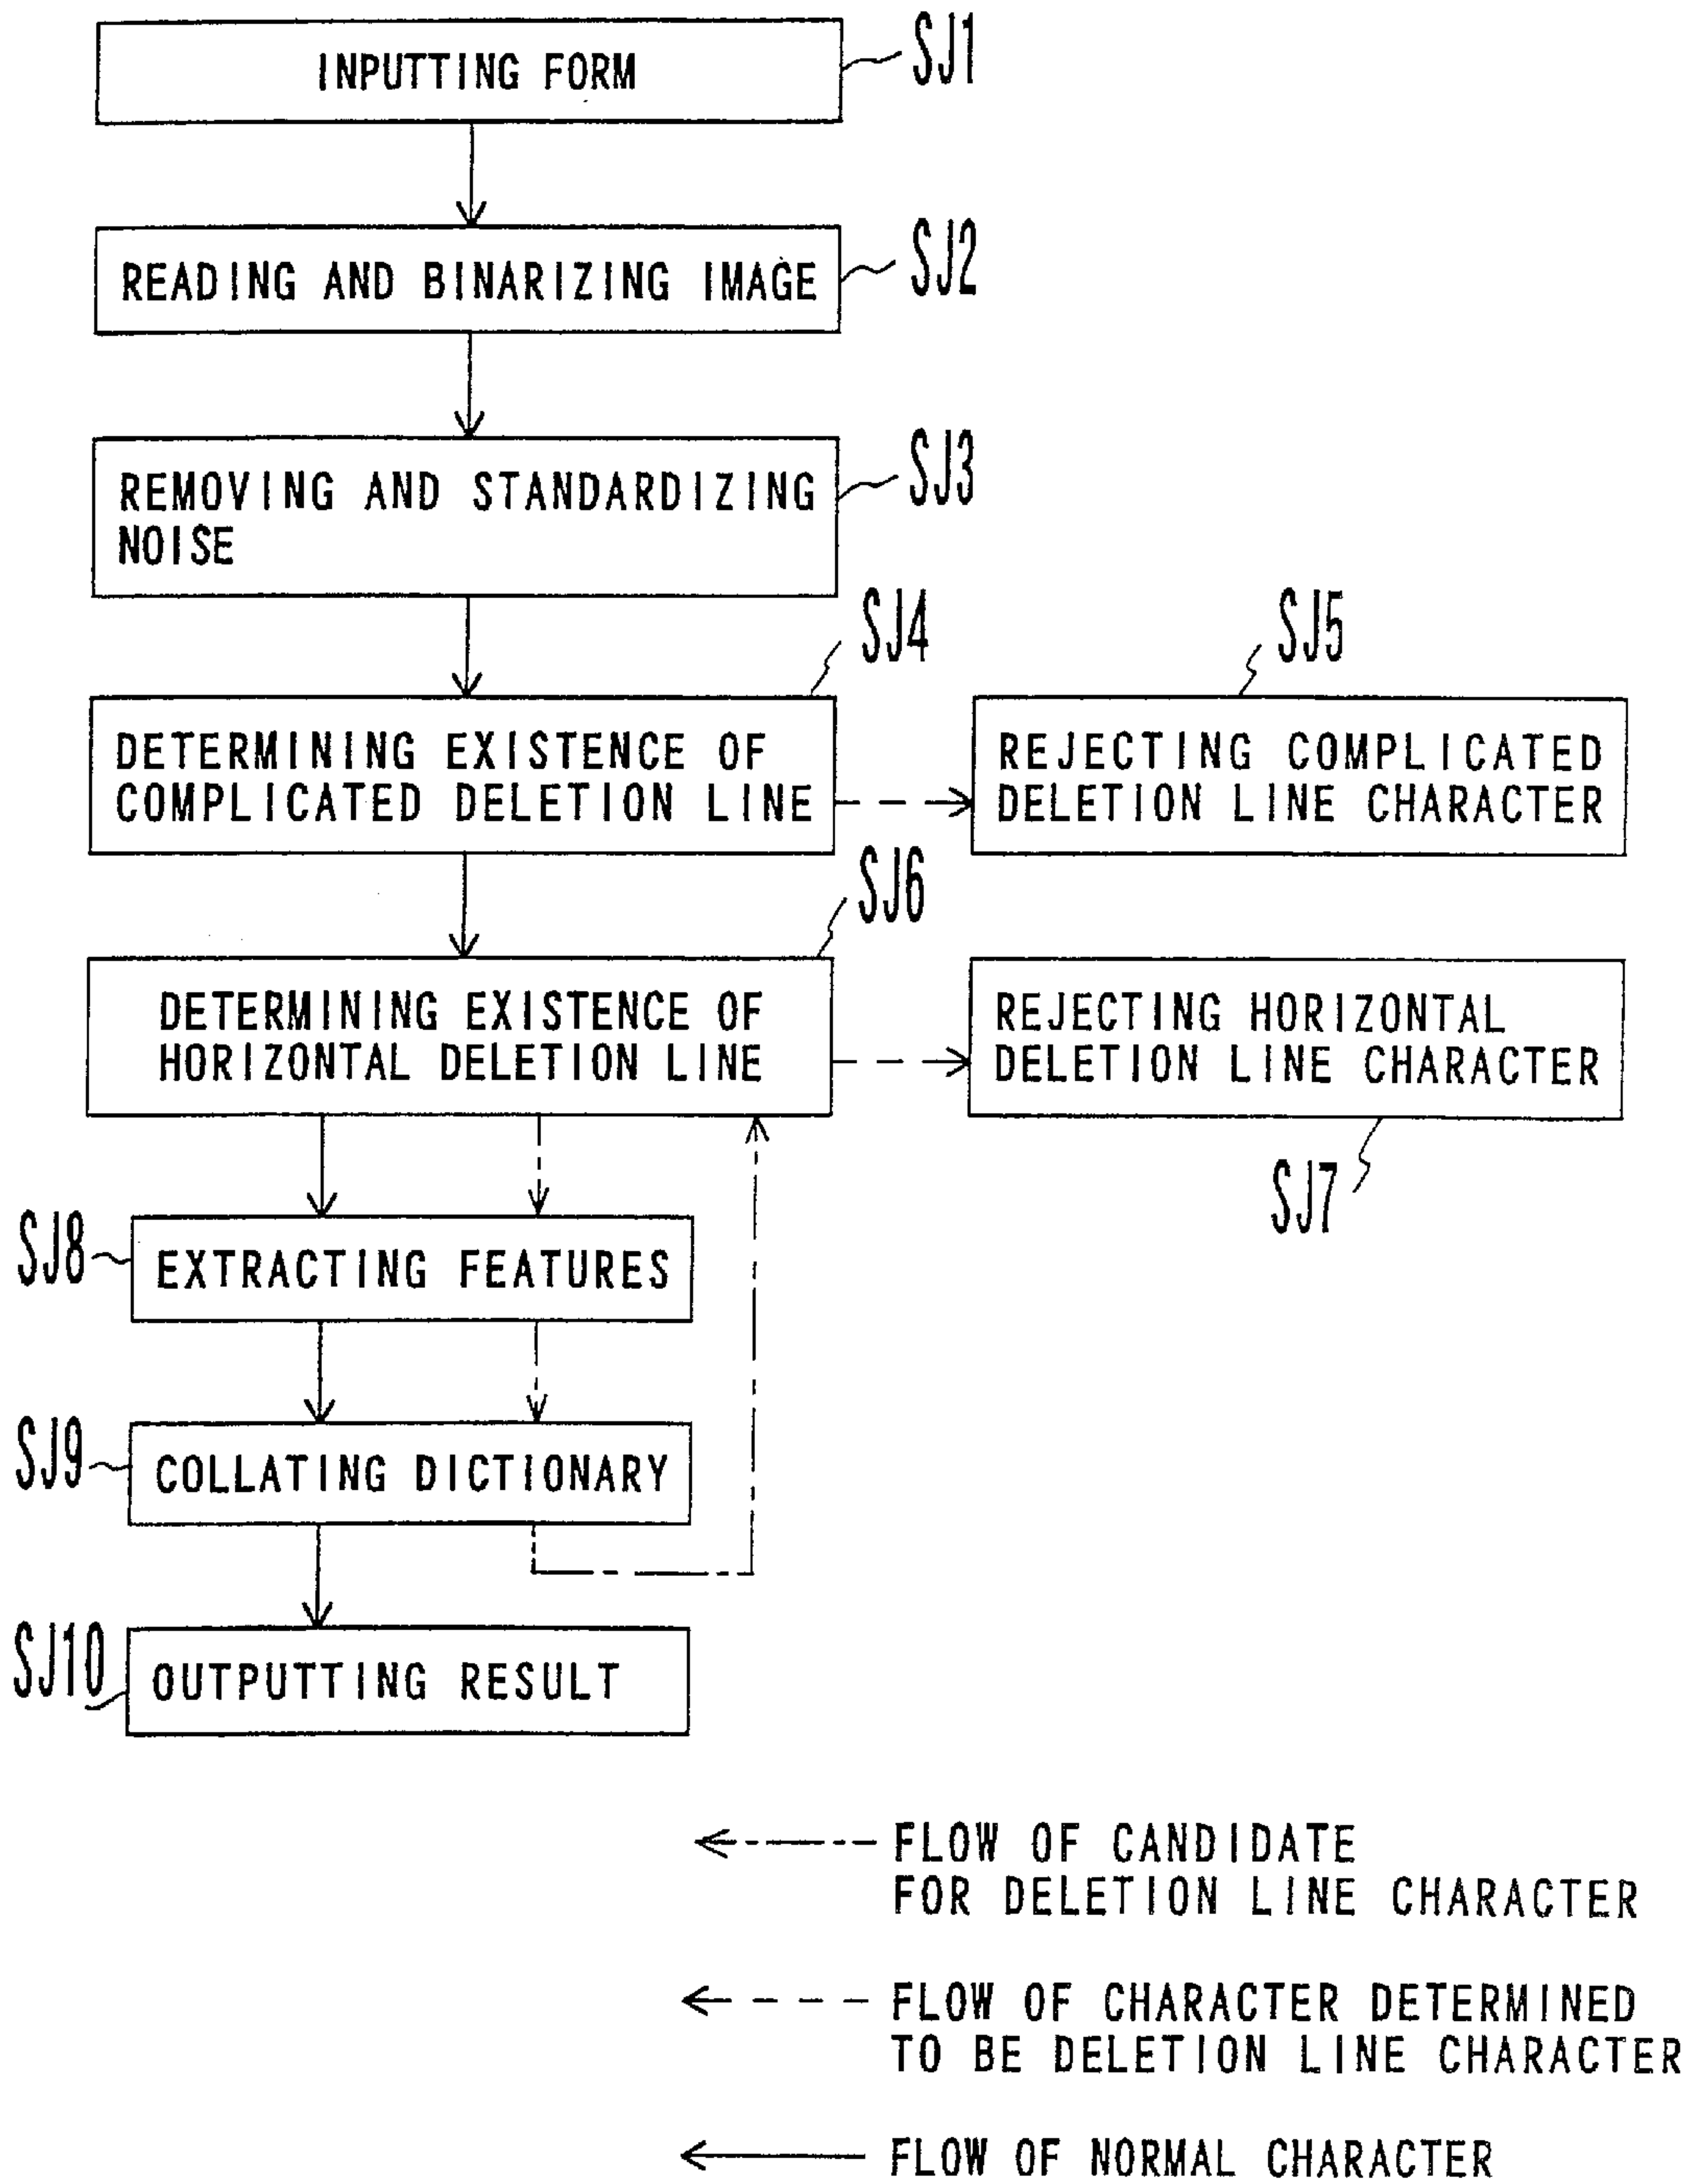 INPUTTING FORM
SJ1
READING AND BINARIZING IMAGE
SJ2
REMOVING AND STANDARDIZING
NOISE
SJ3
SJ4
DETERMINING EXISTENCE OF
COMPLICATED DELETION LINE
SJ5
REJECTING COMPLICATED
DELETION LINE CHARACTER
SJ6
DETERMINING EXISTENCE OF
HORIZONTAL DELETION LINE
REJECTING HORIZONTAL
DELETION LINE CHARACTER
SJ7
SJ8
EXTRACTING FEATURES
SJ9
COLLATING DICTIONARY
SJ10
OUTPUTTING RESULT
FLOW OF CANDIDATE
FOR DELETION LINE CHARACTER
FLOW OF CHARACTER DETERMINED
TO BE DELETION LINE CHARACTER
FLOW OF NORMAL CHARACTER